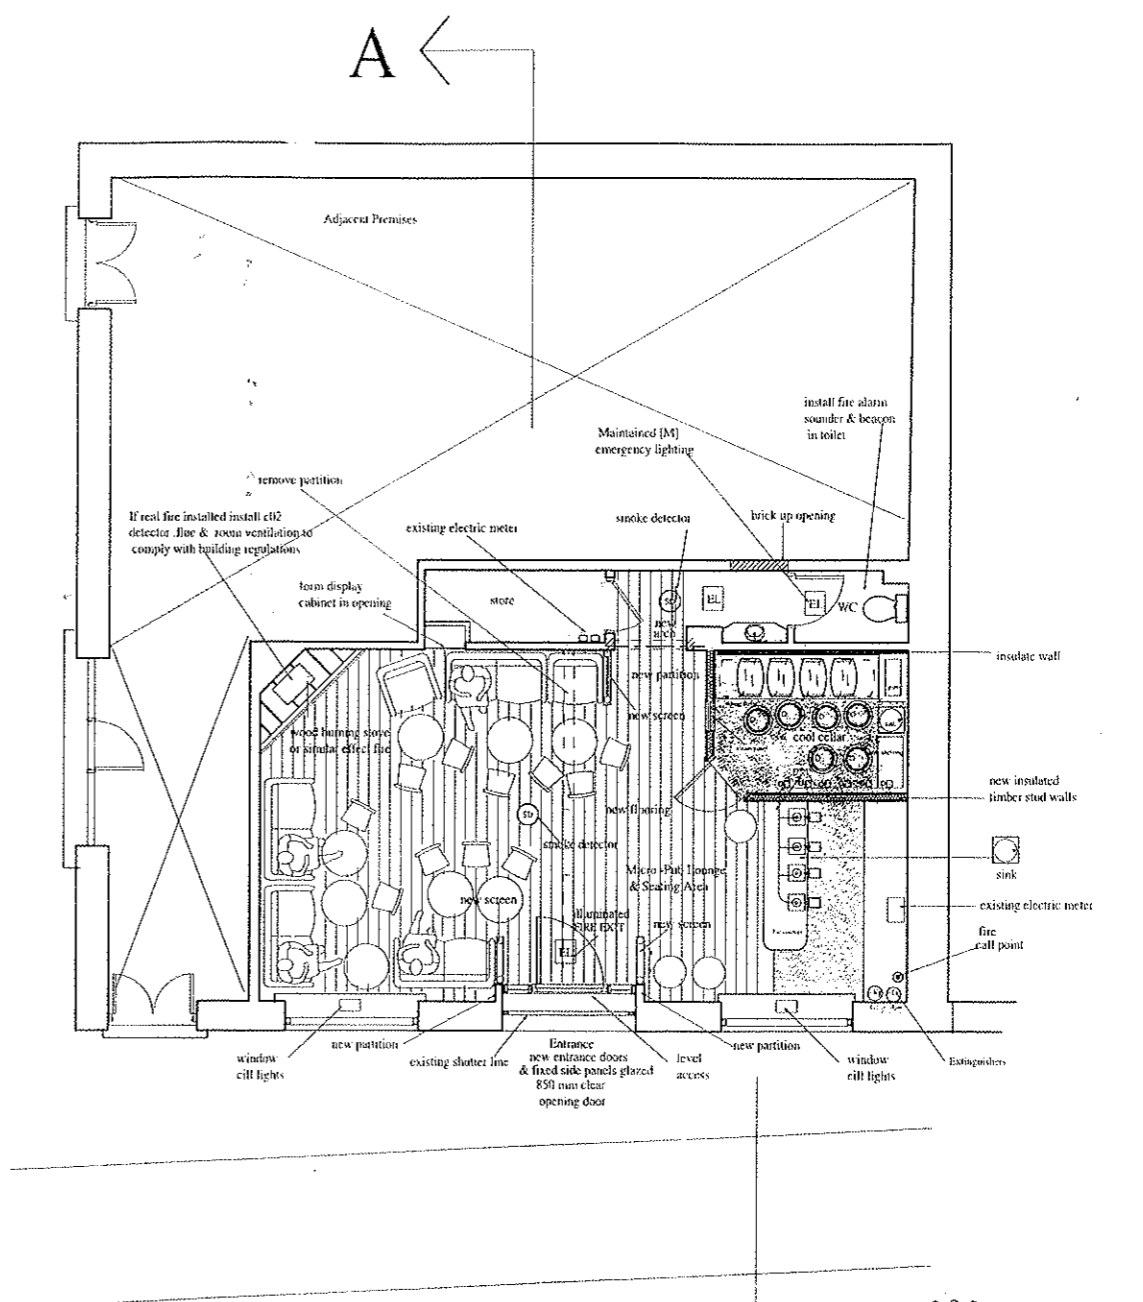 A
Adjacent Premises
install fire alarm
sounder & beacon
in toilet
Maintained [M]
emergency lighting
remove partition
If real fire installed install c02
detector .flue & room ventilation to
comply with building regulations
existing electric meter
smoke detector
brick up opening
form display
cabinet in opening
store
SD
EL
EL
WC
new
arch
insulate wall
new partition
new screen
wood burning stove
or similar effect fire
cool cellar
new insulated
timber stud walls
new flooring
SD
smoke detector
Micro -Pub Lounge
& Seating Area
sink
new screen
illuminated
FIRE EXIT
new screen
existing electric meter
fire
call point
EL
window
cill lights
new partition
existing shutter line
Entrance
new entrance doors
& fixed side panels glazed
850 mm clear
opening door
level
access
new partition
window
cill lights
Extinguishers